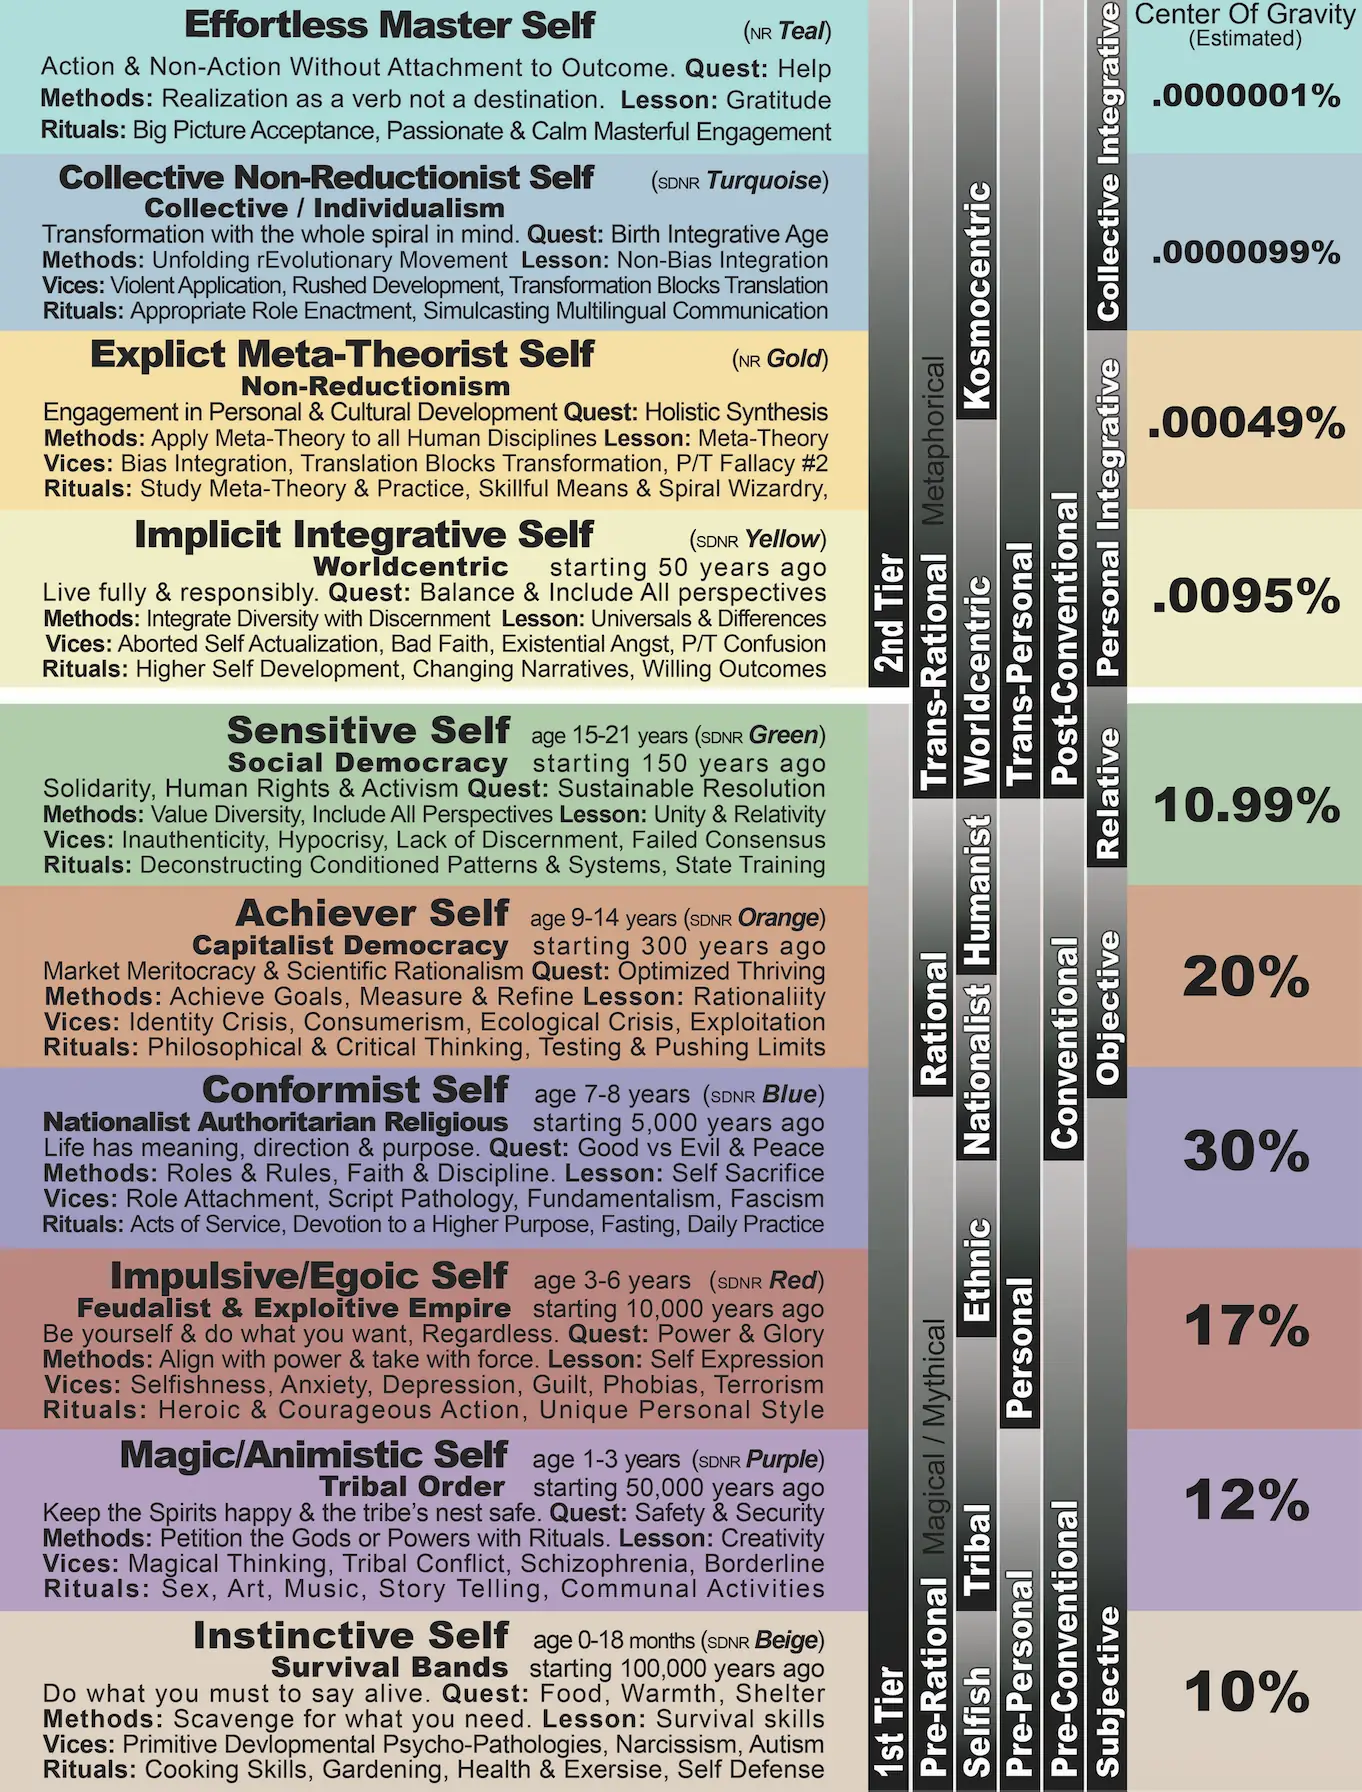 Effortless Master Self (NR Teal)
Action & Non-Action Without Attachment to Outcome. Quest: Help
Methods: Realization as a verb not a destination. Lesson: Gratitude
Rituals: Big Picture Acceptance, Passionate & Calm Masterful Engagement
Center Of Gravity
(Estimated)
.0000001%
Collective Non-Reductionist Self (SDNR Turquoise)
Collective / Individualism
Transformation with the whole spiral in mind. Quest: Birth Integrative Age
Methods: Unfolding rEvolutionary Movement Lesson: Non-Bias Integration
Vices: Violent Application, Rushed Development, Transformation Blocks Translation
Rituals: Appropriate Role Enactment, Simulcasting Multilingual Communication
.0000099%
Explict Meta-Theorist Self (NR Gold)
Non-Reductionism
Engagement in Personal & Cultural Development Quest: Holistic Synthesis
Methods: Apply Meta-Theory to all Human Disciplines Lesson: Meta-Theory
Vices: Bias Integration, Translation Blocks Transformation, P/T Fallacy #2
Rituals: Study Meta-Theory & Practice, Skillful Means & Spiral Wizardry,
.00049%
Implicit Integrative Self (SDNR Yellow)
Worldcentric starting 50 years ago
Live fully & responsibly. Quest: Balance & Include All perspectives
Methods: Integrate Diversity with Discernment Lesson: Universals & Differences
Vices: Aborted Self Actualization, Bad Faith, Existential Angst, P/T Confusion
Rituals: Higher Self Development, Changing Narratives, Willing Outcomes
.0095%
Sensitive Self age 15-21 years (SDNR Green)
Social Democracy starting 150 years ago
Solidarity, Human Rights & Activism Quest: Sustainable Resolution
Methods: Value Diversity, Include All Perspectives Lesson: Unity & Relativity
Vices: Inauthenticity, Hypocrisy, Lack of Discernment, Failed Consensus
Rituals: Deconstructing Conditioned Patterns & Systems, State Training
10.99%
Achiever Self age 9-14 years (SDNR Orange)
Capitalist Democracy starting 300 years ago
Market Meritocracy & Scientific Rationalism Quest: Optimized Thriving
Methods: Achieve Goals, Measure & Refine Lesson: Rationaliity
Vices: Identity Crisis, Consumerism, Ecological Crisis, Exploitation
Rituals: Philosophical & Critical Thinking, Testing & Pushing Limits
20%
Conformist Self age 7-8 years (SDNR Blue)
Nationalist Authoritarian Religious starting 5,000 years ago
Life has meaning, direction & purpose. Quest: Good vs Evil & Peace
Methods: Roles & Rules, Faith & Discipline. Lesson: Self Sacrifice
Vices: Role Attachment, Script Pathology, Fundamentalism, Fascism
Rituals: Acts of Service, Devotion to a Higher Purpose, Fasting, Daily Practice
30%
Impulsive/Egoic Self age 3-6 years (SDNR Red)
Feudalist & Exploitive Empire starting 10,000 years ago
Be yourself & do what you want, Regardless. Quest: Power & Glory
Methods: Align with power & take with force. Lesson: Self Expression
Vices: Selfishness, Anxiety, Depression, Guilt, Phobias, Terrorism
Rituals: Heroic & Courageous Action, Unique Personal Style
17%
Magic/Animistic Self age 1-3 years (SDNR Purple)
Tribal Order starting 50,000 years ago
Keep the Spirits happy & the tribe's nest safe. Quest: Safety & Security
Methods: Petition the Gods or Powers with Rituals. Lesson: Creativity
Vices: Magical Thinking, Tribal Conflict, Schizophrenia, Borderline
Rituals: Sex, Art, Music, Story Telling, Communal Activities
12%
Instinctive Self age 0-18 months (SDNR Beige)
Survival Bands starting 100,000 years ago
Do what you must to say alive. Quest: Food, Warmth, Shelter
Methods: Scavenge for what you need. Lesson: Survival skills
Vices: Primitive Devlopmental Psycho-Pathologies, Narcissism, Autism
Rituals: Cooking Skills, Gardening, Health & Exersise, Self Defense
10%
2nd Tier
1st Tier
Trans-Rational Metaphorical
Rational
Pre-Rational Magical / Mythical
Kosmocentric
Worldcentric
Humanist
Nationalist
Ethnic
Tribal
Selfish
Trans-Personal
Personal
Pre-Personal
Post-Conventional
Conventional
Pre-Conventional
Collective Integrative
Personal Integrative
Relative
Objective
Subjective